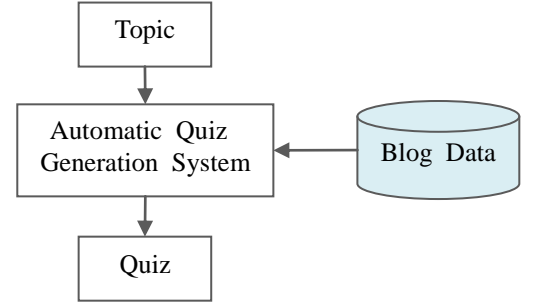 Topic
Automatic Quiz
Generation System
Blog Data
Quiz